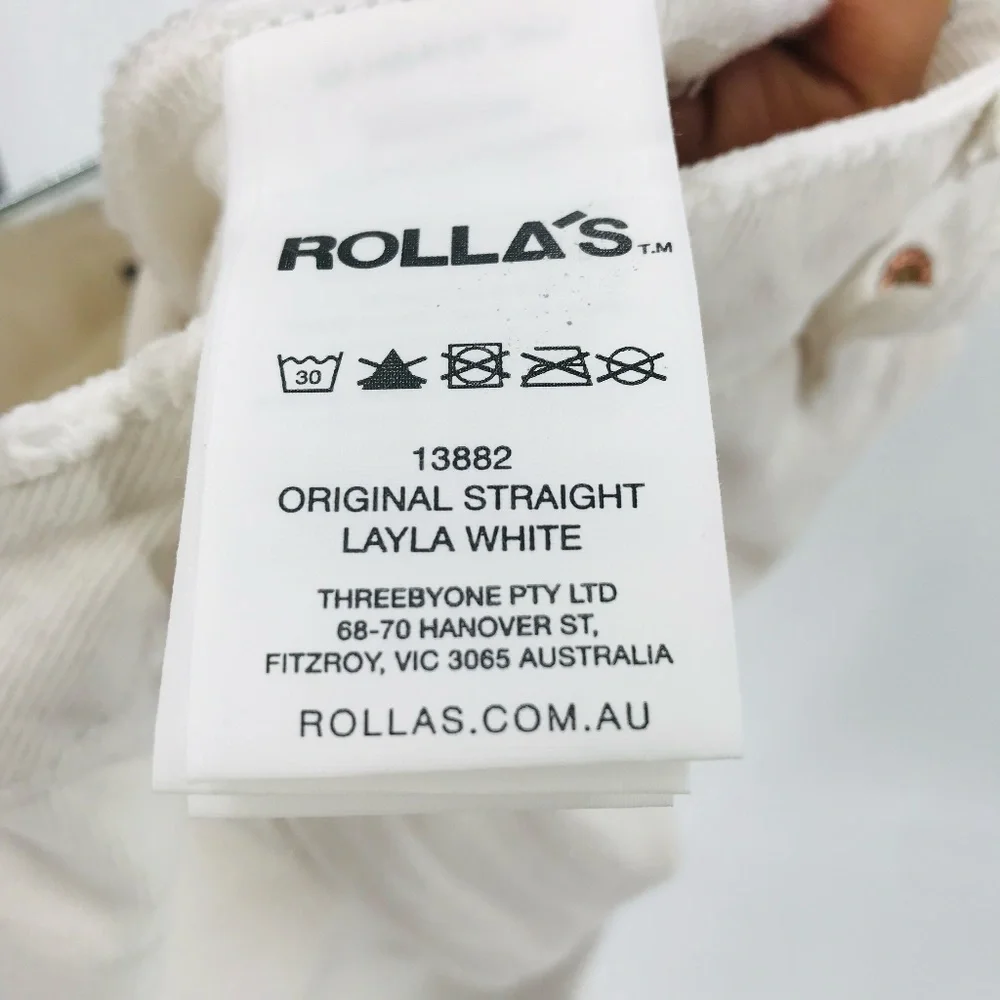 ROLLA'S T.M
30
13882
ORIGINAL STRAIGHT
LAYLA WHITE
THREEBYONE PTY LTD
68-70 HANOVER ST,
FITZROY, VIC 3065 AUSTRALIA
ROLLAS.COM.AU